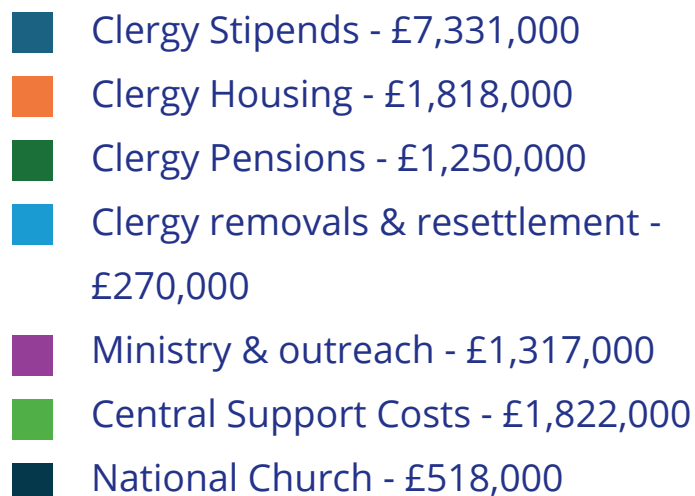 Clergy Stipends - £7,331,000
Clergy Housing - £1,818,000
Clergy Pensions - £1,250,000
Clergy removals & resettlement -
£270,000
Ministry & outreach - £1,317,000
Central Support Costs - £1,822,000
National Church - £518,000